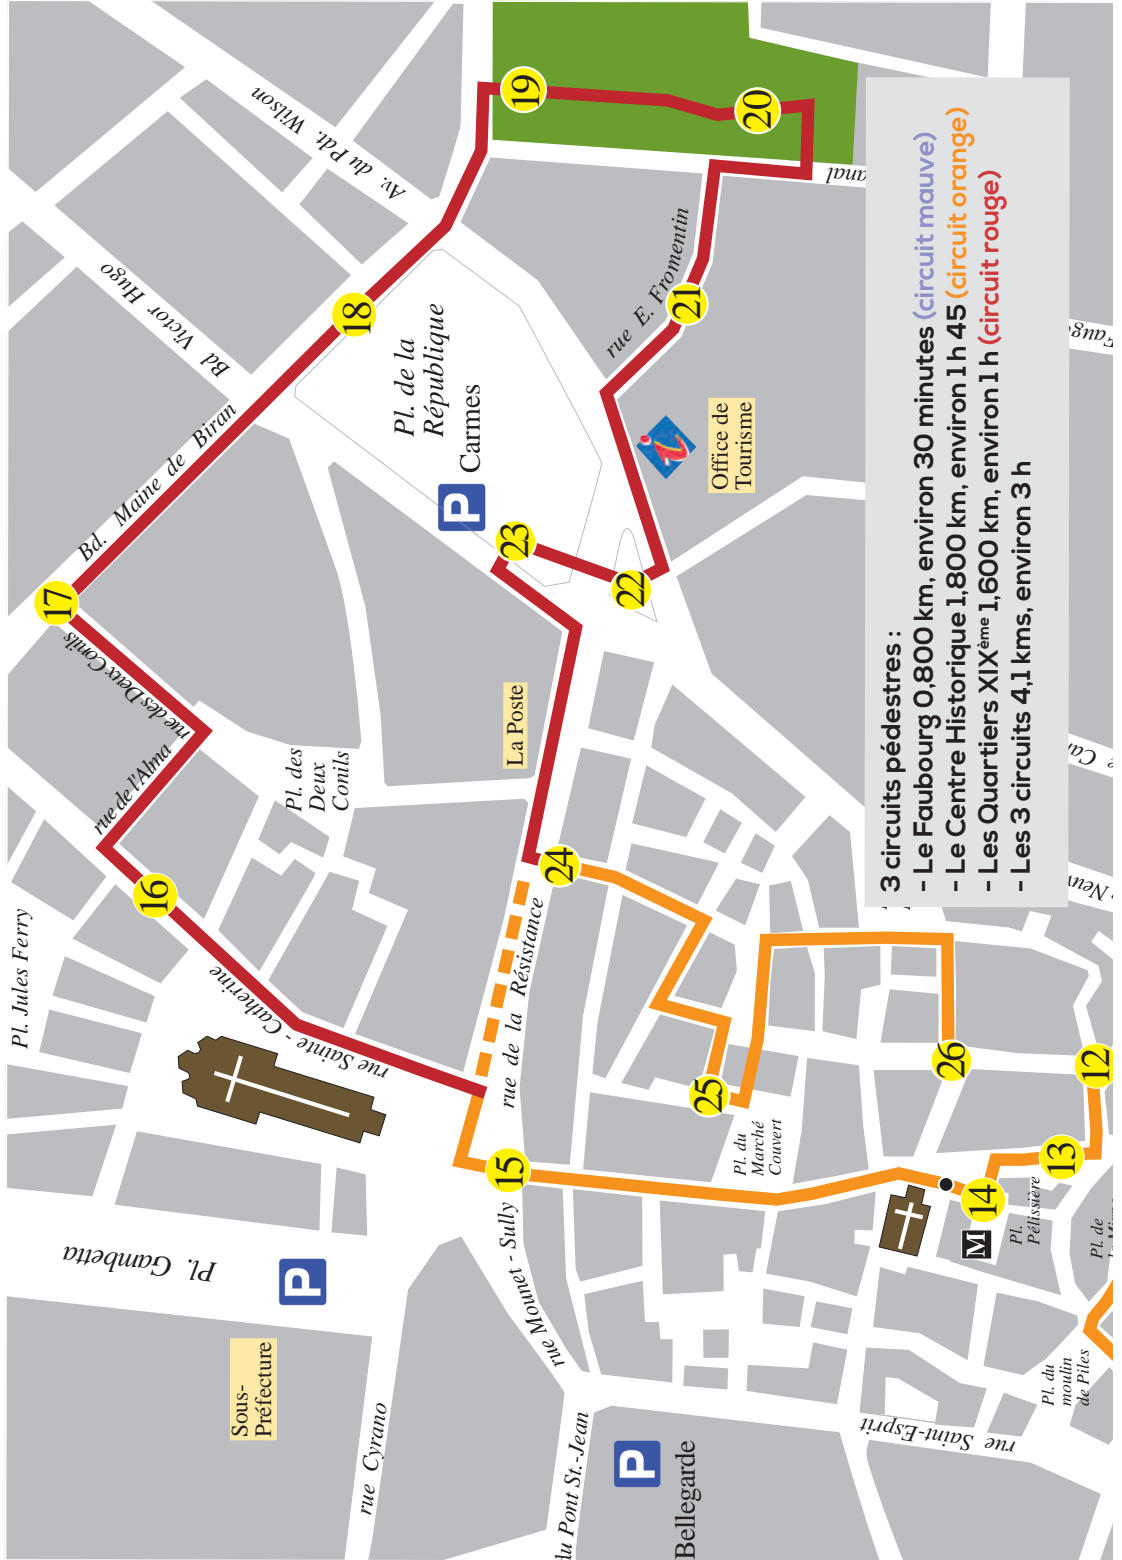 Pl. Jules Ferry
Pl. Gambetta
Sous-
Préfecture
rue Cyrano
P
16
rue de l'Alma
rue des Deux Conils
17
Bd. Maine de Biran
Bd Victor Hugo
Av. du Pdt. Wilson
18
19
20
rue Sainte - Catherine
Pl. des
Deux
Conils
Pl. de la
République
P
Carmes
23
22
rue E. Fromentin
21
Office de
Tourisme
La Poste
24
rue de la Résistance
15
rue Mounet - Sully
du Pont St.-Jean
P
Bellegarde
25
Pl. du
Marché
Couvert
26
12
13
14
M
Pl.
Pélissière
Pl. de
Pl. du
moulin
de Piles
rue Saint-Esprit
3 circuits pédestres :
- Le Faubourg 0,800 km, environ 30 minutes (circuit mauve)
- Le Centre Historique 1,800 km, environ 1 h 45 (circuit orange)
- Les Quartiers XIXème 1,600 km, environ 1 h (circuit rouge)
- Les 3 circuits 4,1 kms, environ 3 h